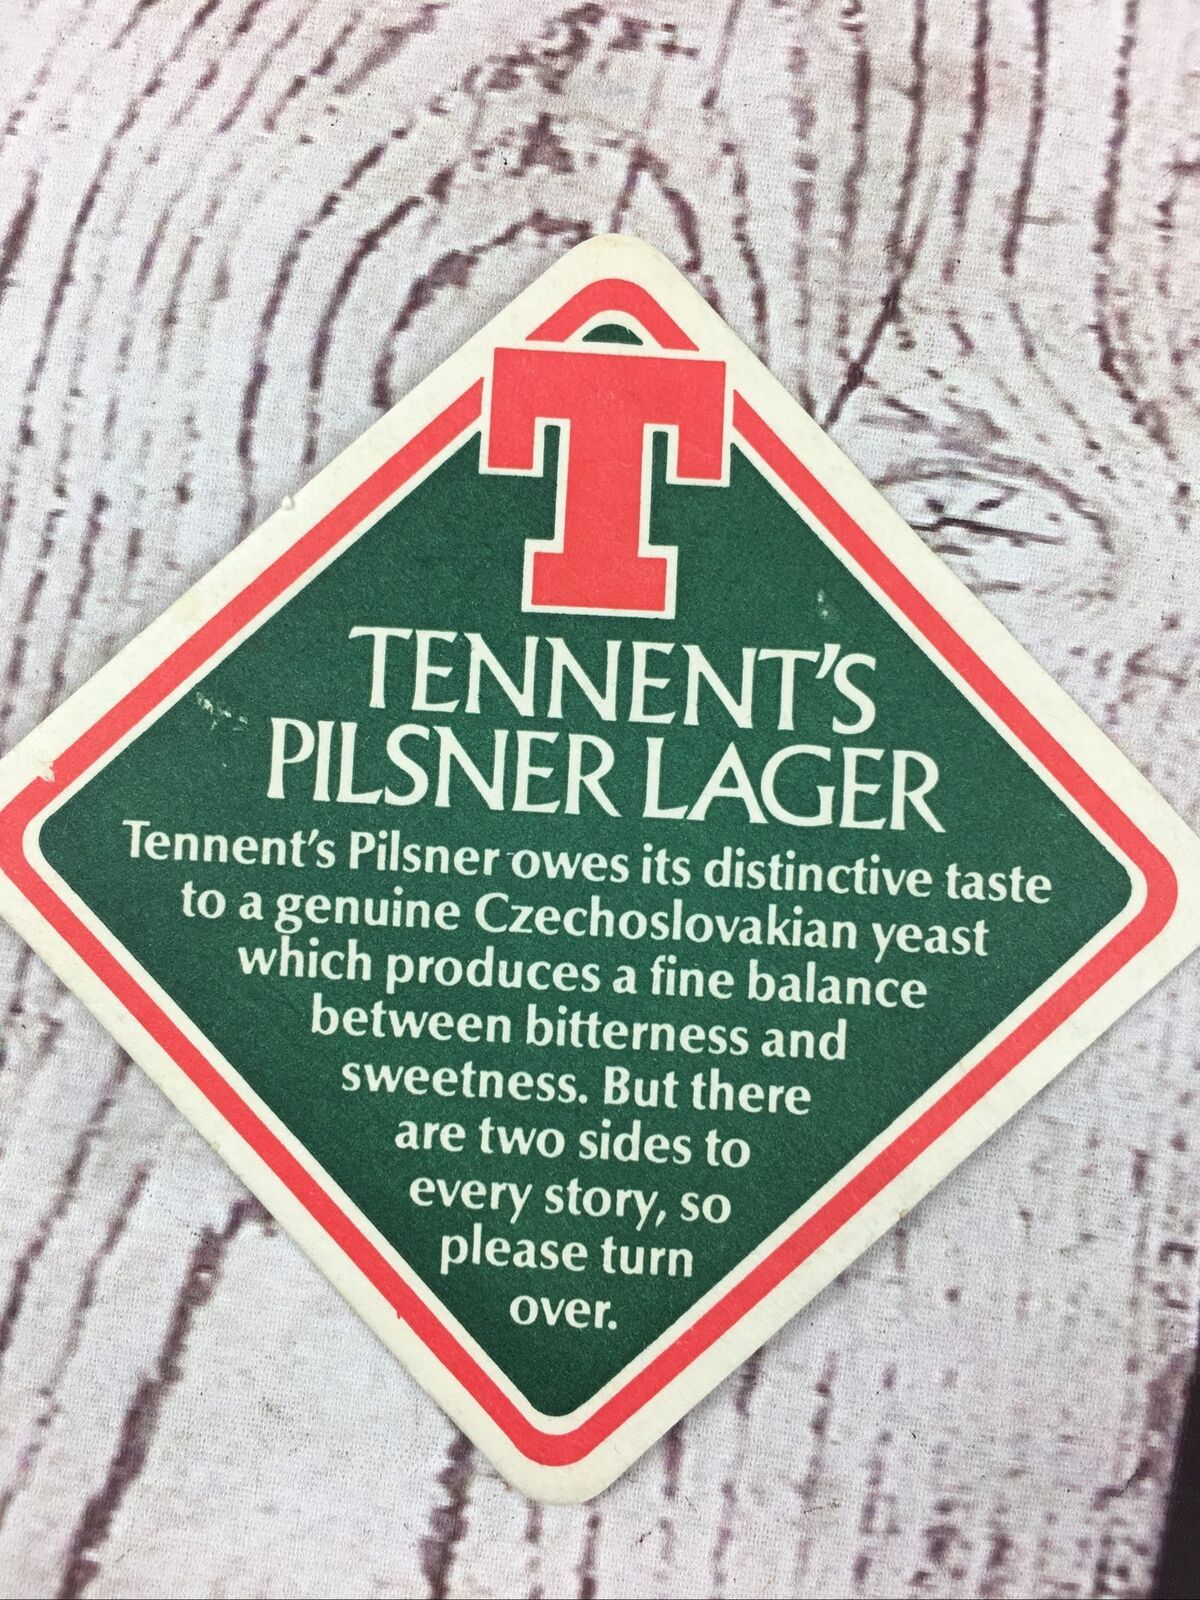 T
TENNENT'S
PILSNER LAGER
Tennent's Pilsner owes its distinctive taste
to a genuine Czechoslovakian yeast
which produces a fine balance
between bitterness and
sweetness. But there
are two sides to
every story, so
please turn
over.